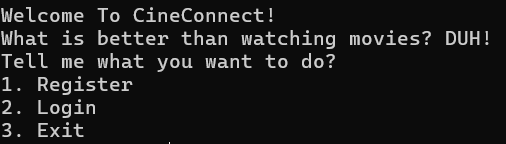 Welcome To CineConnect!
What is better than watching movies? DUH!
Tell me what you want to do?
1. Register
2. Login
3. Exit